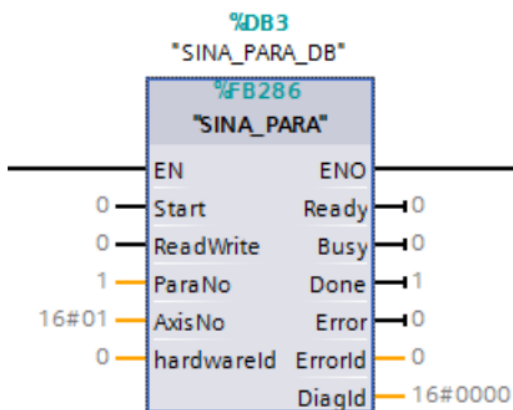 %DB3
"SINA_PARA_DB"
%FB286
"SINA_PARA"
EN ENO
0 Start Ready 0
0 ReadWrite Busy 0
1 ParaNo Done 1
16#01 AxisNo Error 0
0 hardwareId ErrorId 0
DiagId 16#0000